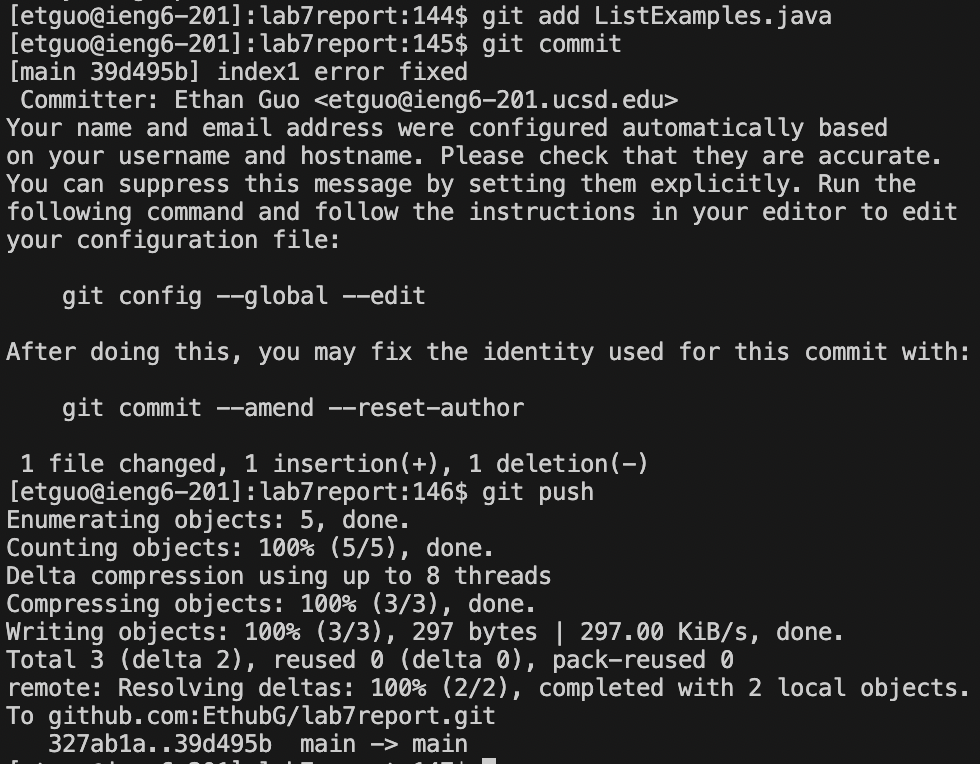 [etguo@ieng6-201]:lab7report:144$ git add ListExamples.java
[etguo@ieng6-201]:lab7report:145$ git commit
[main 39d495b] index1 error fixed
 Committer: Ethan Guo <etguo@ieng6-201.ucsd.edu>
Your name and email address were configured automatically based
on your username and hostname. Please check that they are accurate.
You can suppress this message by setting them explicitly. Run the
following command and follow the instructions in your editor to edit
your configuration file:

    git config --global --edit

After doing this, you may fix the identity used for this commit with:

    git commit --amend --reset-author

 1 file changed, 1 insertion(+), 1 deletion(-)
[etguo@ieng6-201]:lab7report:146$ git push
Enumerating objects: 5, done.
Counting objects: 100% (5/5), done.
Delta compression using up to 8 threads
Compressing objects: 100% (3/3), done.
Writing objects: 100% (3/3), 297 bytes | 297.00 KiB/s, done.
Total 3 (delta 2), reused 0 (delta 0), pack-reused 0
remote: Resolving deltas: 100% (2/2), completed with 2 local objects.
To github.com:EthubG/lab7report.git
   327ab1a..39d495b  main -> main